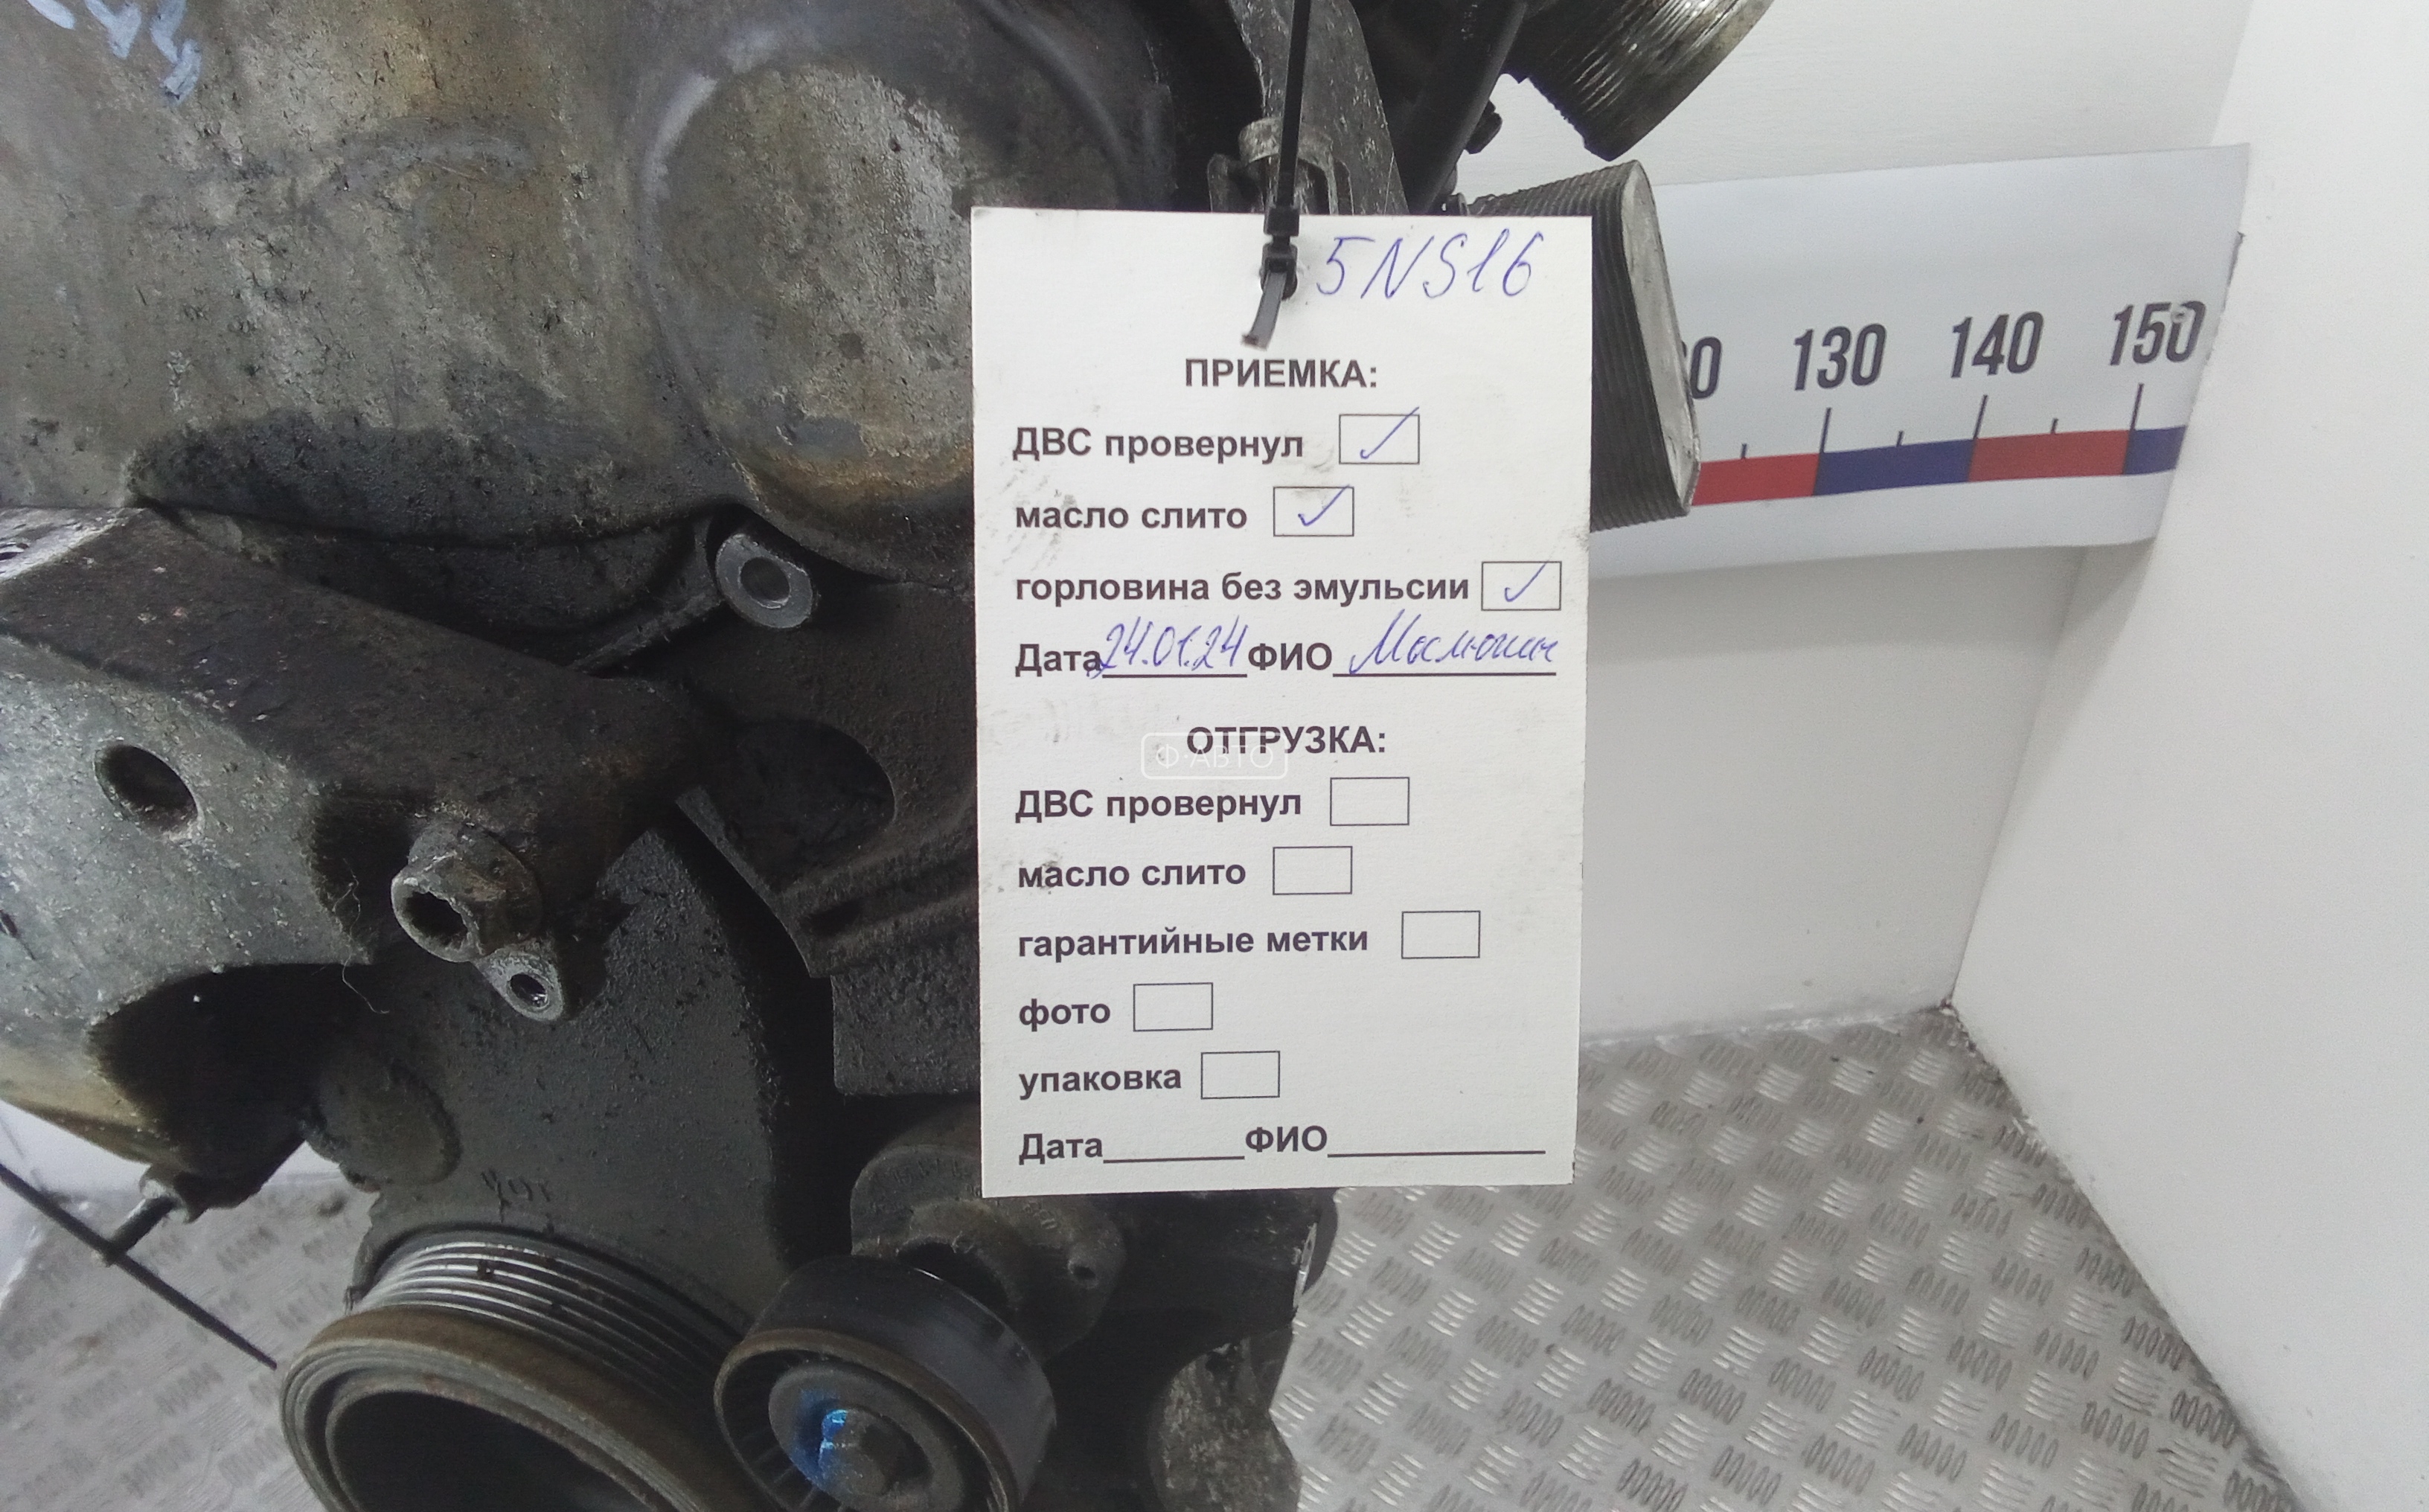 5NS16
ПРИЕМКА:
ДВС провернул
масло слито
горловина без эмульсии
Дата 24.01.24 ФИО
ОТГРУЗКА:
Ф-АВТО
ДВС провернул
масло слито
гарантийные метки
фото
упаковка
Дата ФИО
130 140 150